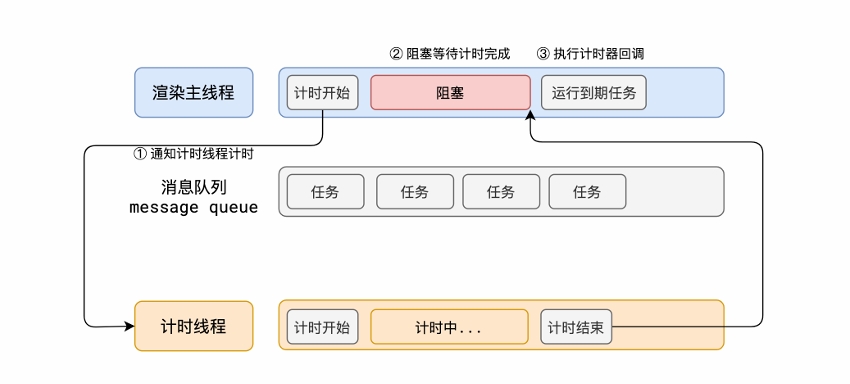 ② 阻塞等待计时完成
③ 执行计时器回调
渲染主线程
计时开始
阻塞
运行到期任务
① 通知计时线程计时
消息队列
message queue
任务
任务
任务
任务
计时线程
计时开始
计时中...
计时结束